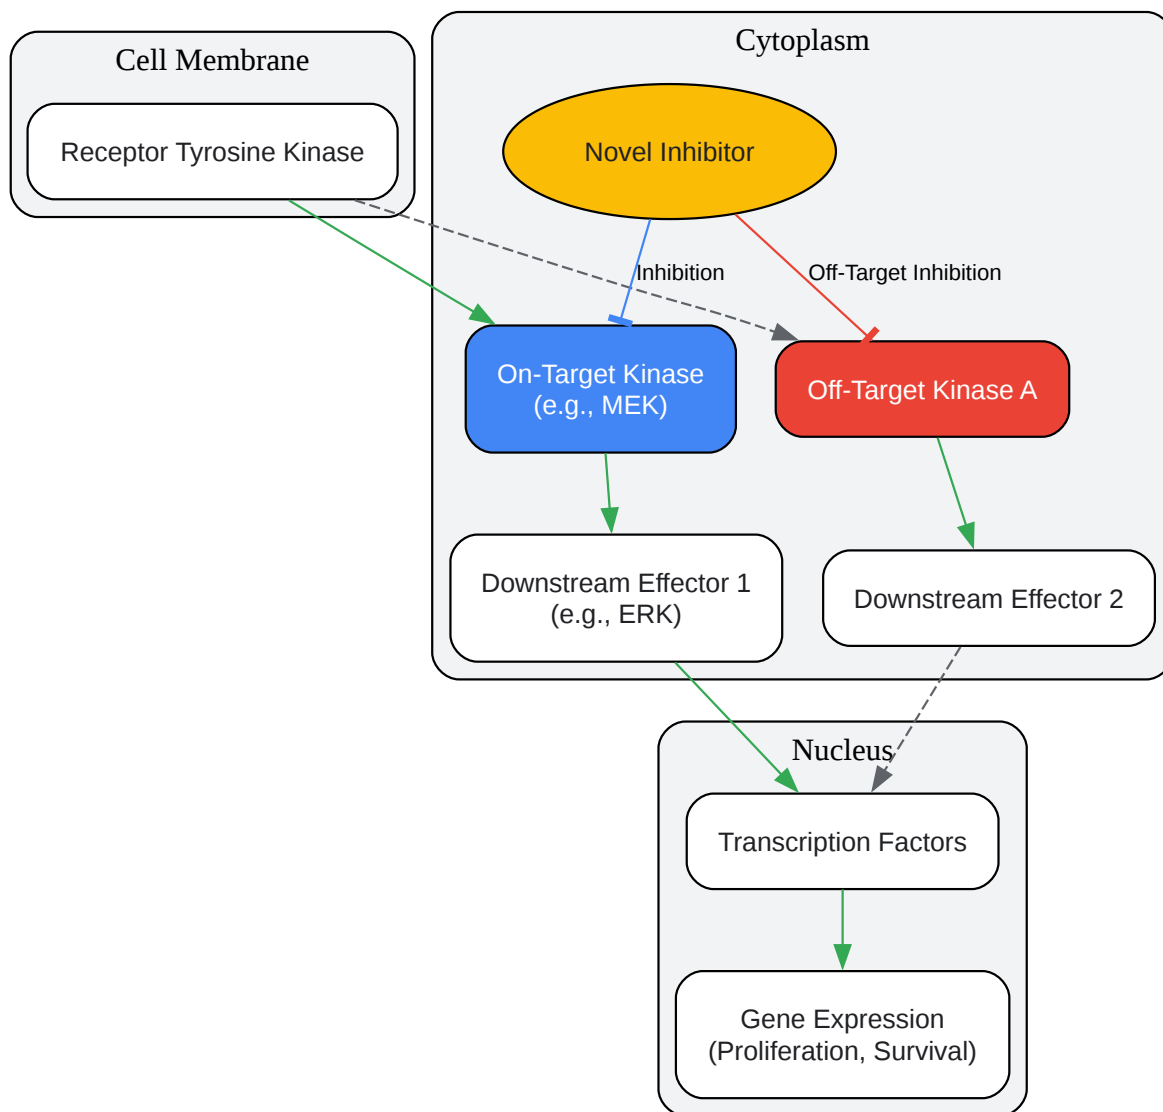 Cell Membrane
Receptor Tyrosine Kinase
Cytoplasm
Novel Inhibitor
Inhibition
Off-Target Inhibition
On-Target Kinase
(e.g., MEK)
Off-Target Kinase A
Downstream Effector 1
(e.g., ERK)
Downstream Effector 2
Nucleus
Transcription Factors
Gene Expression
(Proliferation, Survival)